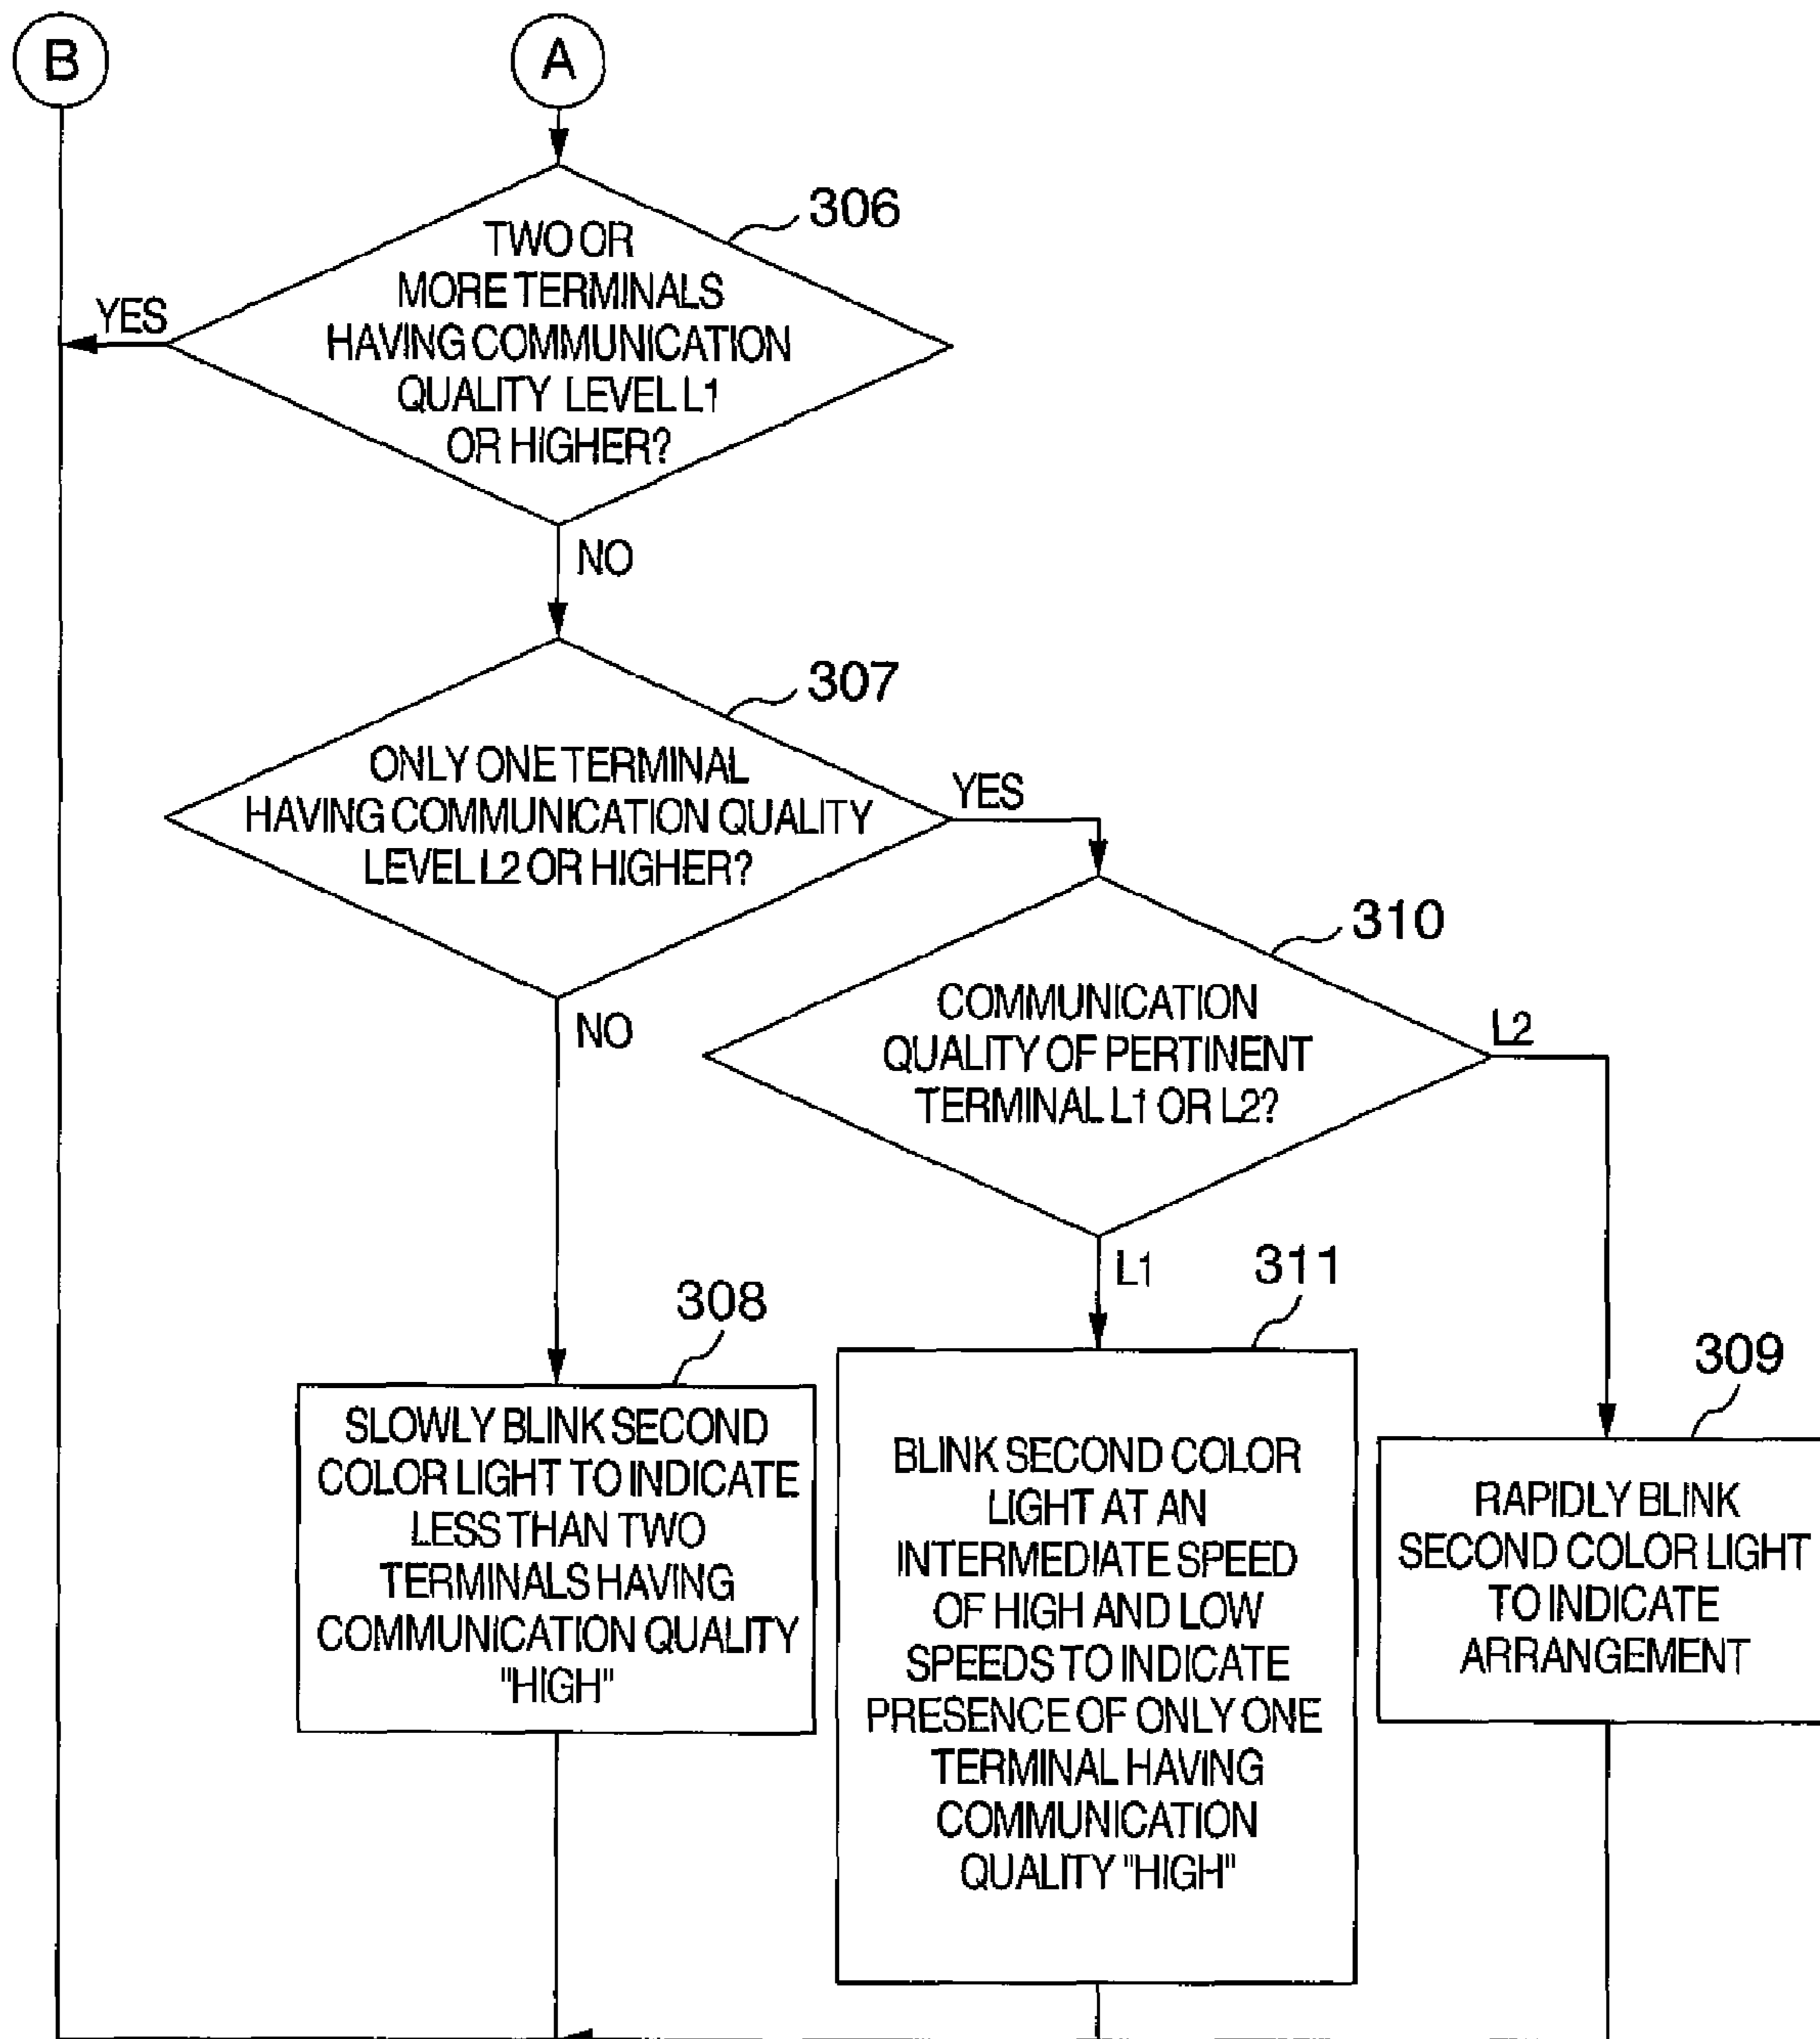 B
A
306
TWO OR
MORE TERMINALS
HAVING COMMUNICATION
QUALITY LEVEL L1
OR HIGHER?
YES
NO
307
ONLY ONE TERMINAL
HAVING COMMUNICATION QUALITY
LEVEL L2 OR HIGHER?
YES
NO
310
COMMUNICATION
QUALITY OF PERTINENT
TERMINAL L1 OR L2?
L2
L1
308
SLOWLY BLINK SECOND
COLOR LIGHT TO INDICATE
LESS THAN TWO
TERMINALS HAVING
COMMUNICATION QUALITY
"HIGH"
311
BLINK SECOND COLOR
LIGHT AT AN
INTERMEDIATE SPEED
OF HIGH AND LOW
SPEEDS TO INDICATE
PRESENCE OF ONLY ONE
TERMINAL HAVING
COMMUNICATION
QUALITY "HIGH"
309
RAPIDLY BLINK
SECOND COLOR LIGHT
TO INDICATE
ARRANGEMENT